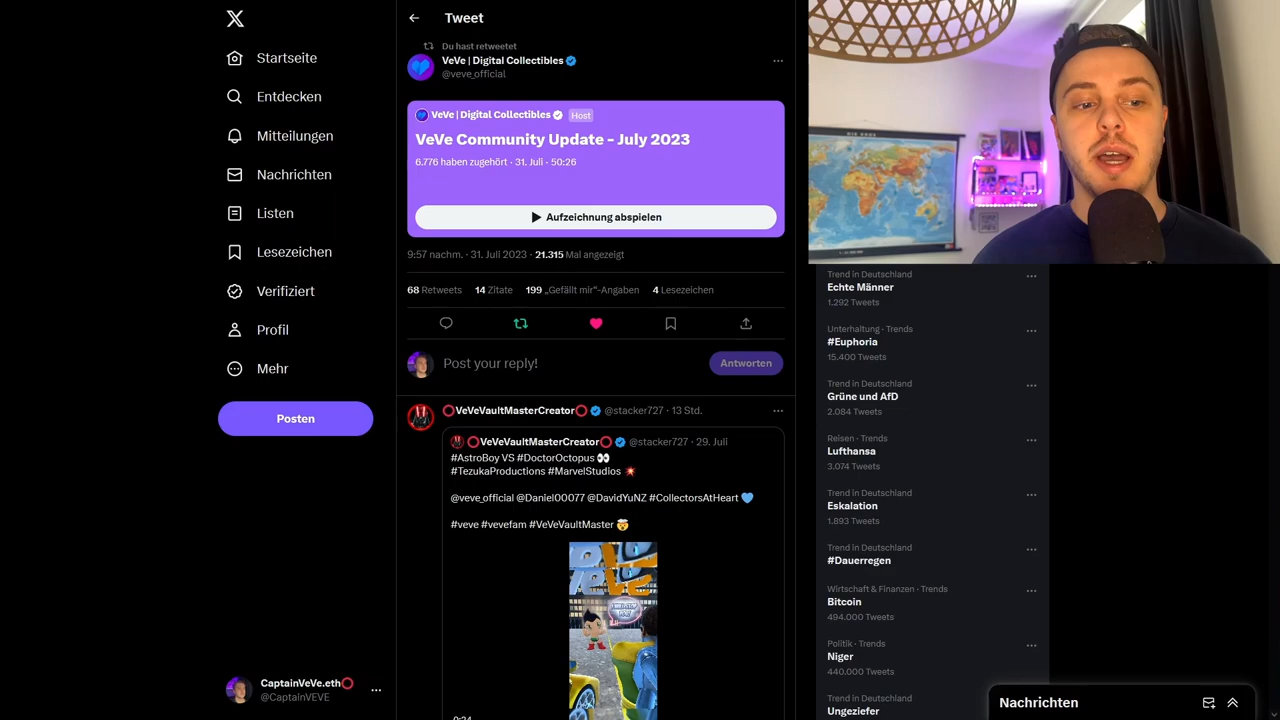 Startseite
Entdecken
Mitteilungen
Nachrichten
Listen
Lesezeichen
Verifiziert
Profil
Mehr
Posten
CaptainVeVe.eth⭕
@CaptainVEVE
Tweet
Du hast retweetet
VeVe | Digital Collectibles
@veve_official
VeVe | Digital Collectibles Host
VeVe Community Update - July 2023
6.776 haben zugehört · 31. Juli · 50:26
Aufzeichnung abspielen
9:57 nachm. · 31. Juli 2023 · 21.315 Mal angezeigt
68 Retweets 14 Zitate 199 „Gefällt mir“-Angaben 4 Lesezeichen
Post your reply!
Antworten
⭕VeVeVaultMasterCreator⭕ @stacker727 · 13 Std.
⭕VeVeVaultMasterCreator⭕ @stacker727 · 29. Juli
#AstroBoy VS #DoctorOctopus 👀
#TezukaProductions #MarvelStudios 💥
@veve_official @Daniel00077 @DavidYuNZ #CollectorsAtHeart 💙
#veve #vevefam #VeVeVaultMaster 🤯
0:24
Trend in Deutschland
Echte Männer
1.292 Tweets
Unterhaltung · Trends
#Euphoria
15.400 Tweets
Trend in Deutschland
Grüne und AfD
2.084 Tweets
Reisen · Trends
Lufthansa
3.074 Tweets
Trend in Deutschland
Eskalation
1.893 Tweets
Trend in Deutschland
#Dauerregen
Wirtschaft & Finanzen · Trends
Bitcoin
494.000 Tweets
Politik · Trends
Niger
440.000 Tweets
Trend in Deutschland
Ungeziefer
Nachrichten